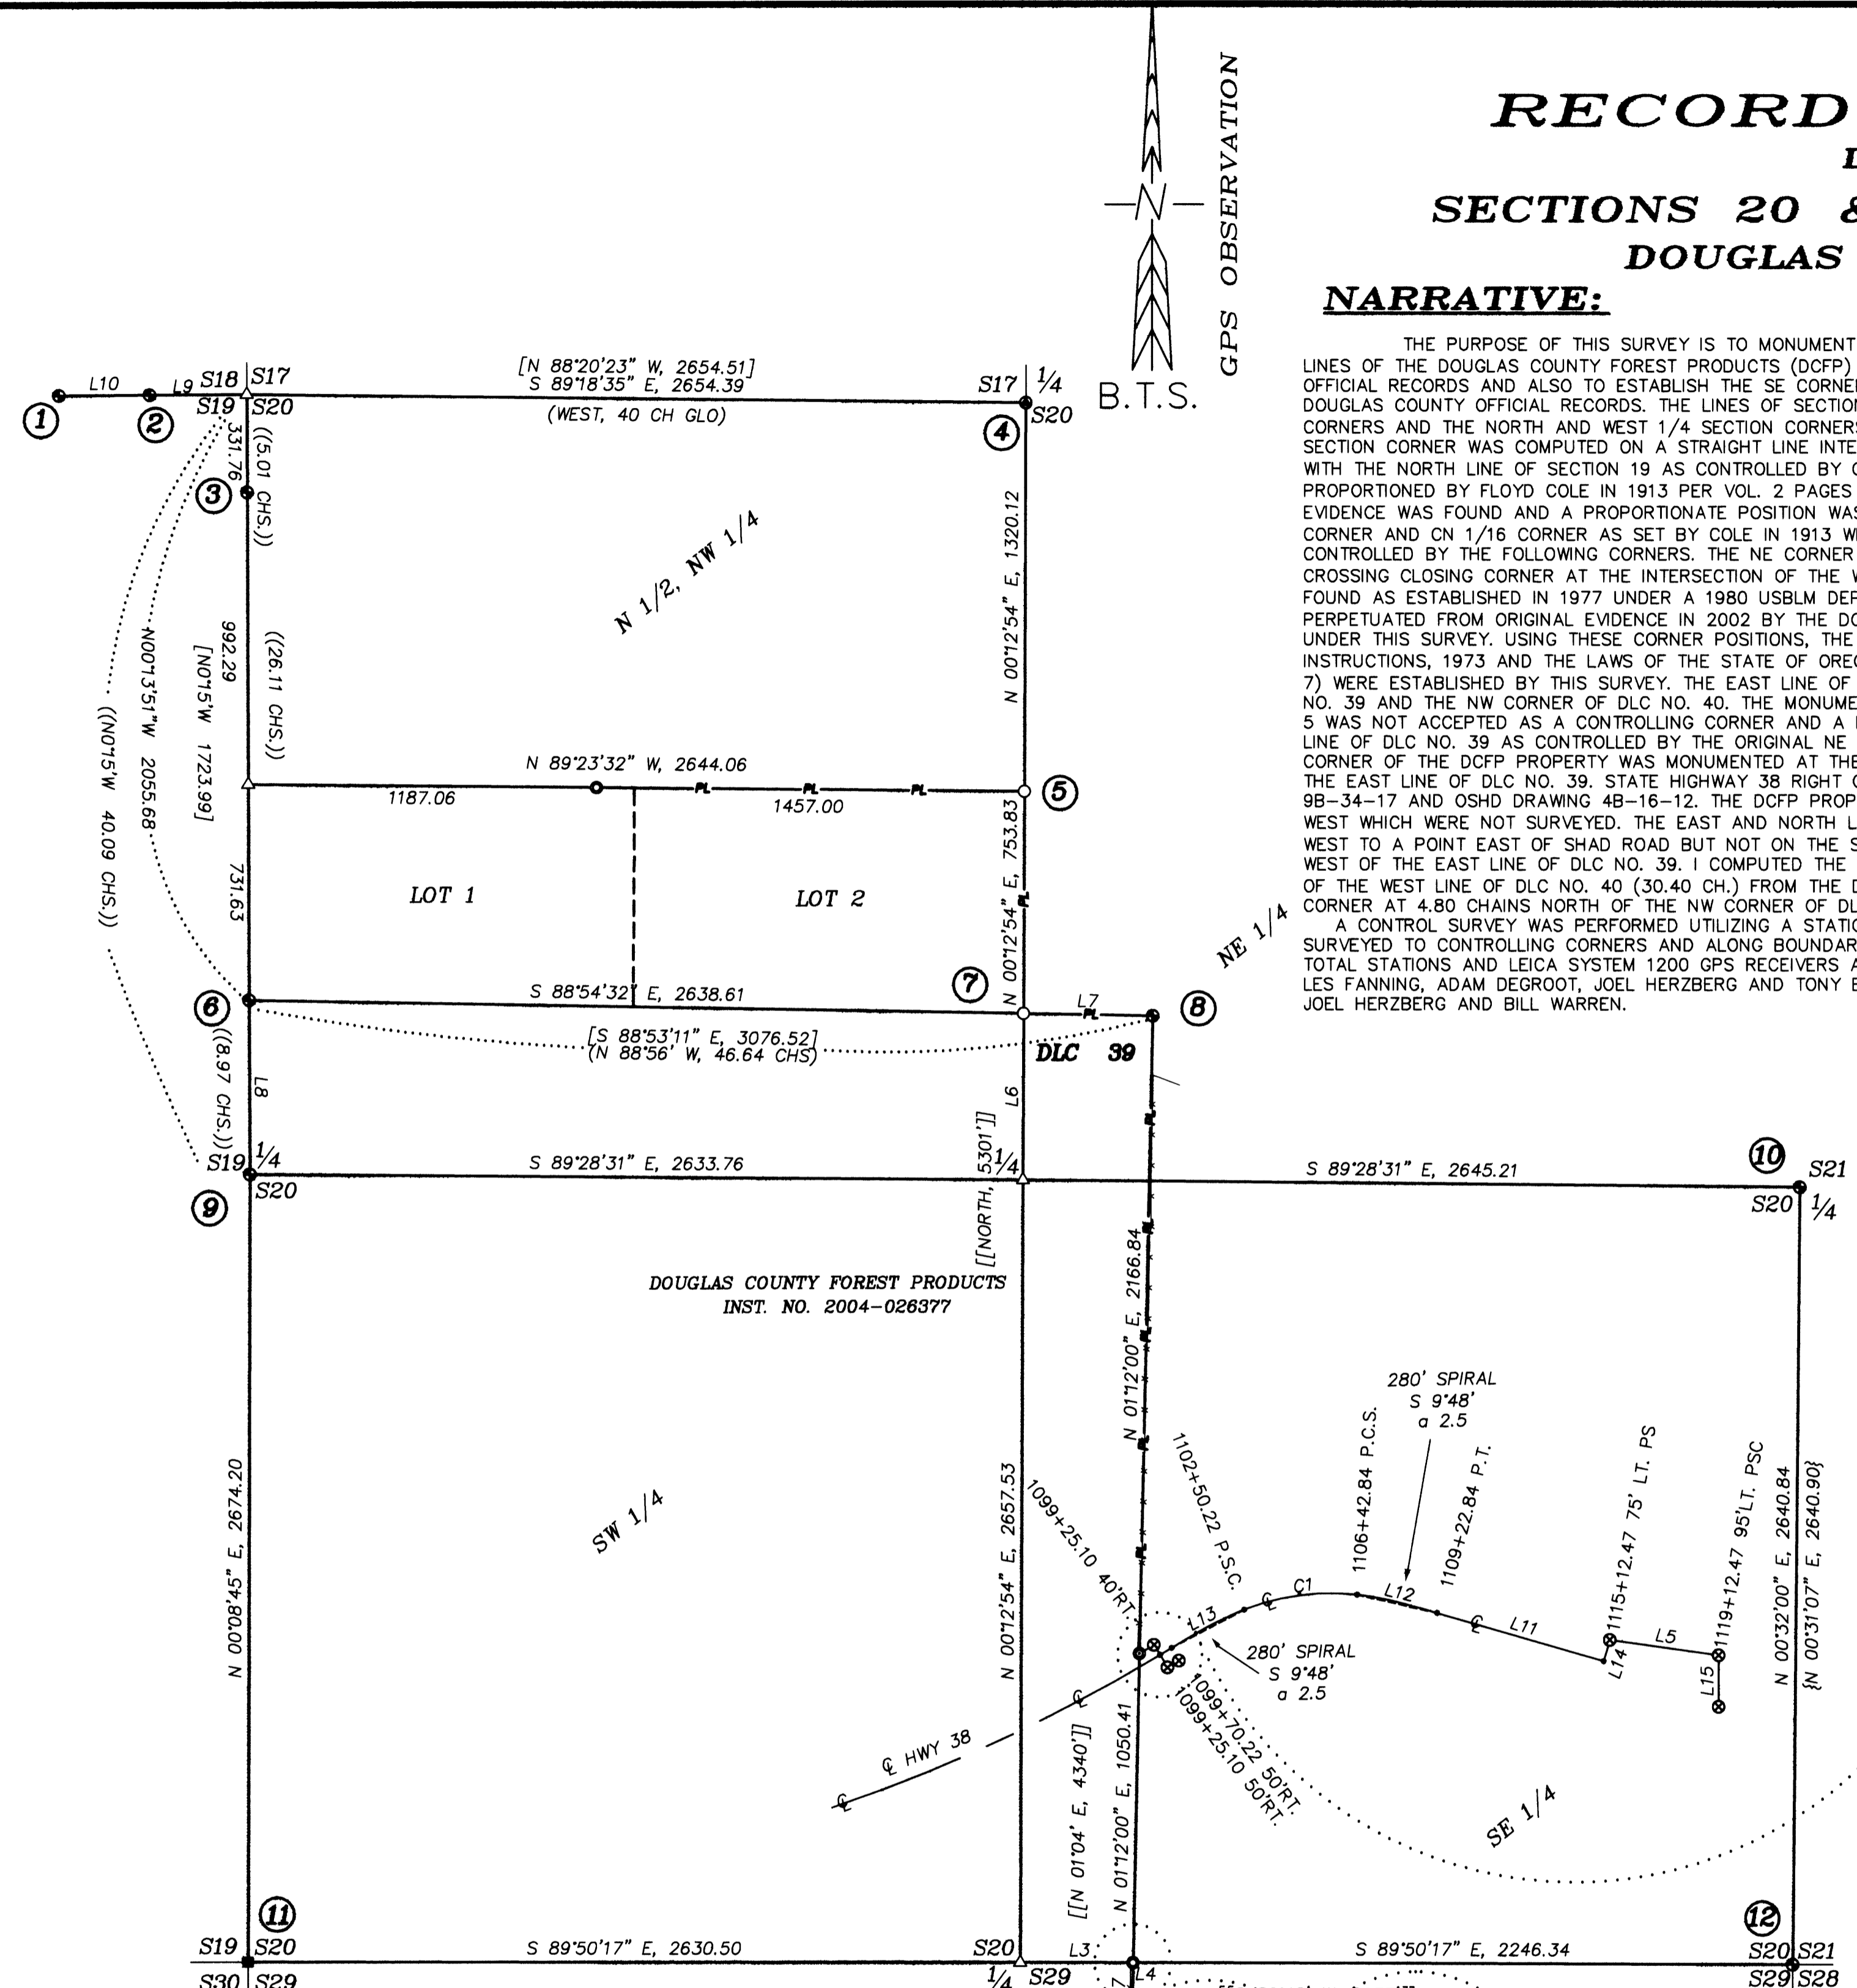 RECORD
SECTIONS 20 &
DOUGLAS
NARRATIVE:
THE PURPOSE OF THIS SURVEY IS TO MONUMENT
LINES OF THE DOUGLAS COUNTY FOREST PRODUCTS (DCFP)
OFFICIAL RECORDS AND ALSO TO ESTABLISH THE SE CORNER
DOUGLAS COUNTY OFFICIAL RECORDS. THE LINES OF SECTION
CORNERS AND THE NORTH AND WEST 1/4 SECTION CORNERS
SECTION CORNER WAS COMPUTED ON A STRAIGHT LINE INTE
WITH THE NORTH LINE OF SECTION 19 AS CONTROLLED BY
PROPORTIONED BY FLOYD COLE IN 1913 PER VOL. 2 PAGES
EVIDENCE WAS FOUND AND A PROPORTIONATE POSITION WAS
CORNER AND CN 1/16 CORNER AS SET BY COLE IN 1913 W
CONTROLLED BY THE FOLLOWING CORNERS. THE NE CORNER
CROSSING CLOSING CORNER AT THE INTERSECTION OF THE W
FOUND AS ESTABLISHED IN 1977 UNDER A 1980 USBLM DEP
PERPETUATED FROM ORIGINAL EVIDENCE IN 2002 BY THE DO
UNDER THIS SURVEY. USING THESE CORNER POSITIONS, THE
INSTRUCTIONS, 1973 AND THE LAWS OF THE STATE OF OREG
7) WERE ESTABLISHED BY THIS SURVEY. THE EAST LINE OF
NO. 39 AND THE NW CORNER OF DLC NO. 40. THE MONUME
5 WAS NOT ACCEPTED AS A CONTROLLING CORNER AND A
LINE OF DLC NO. 39 AS CONTROLLED BY THE ORIGINAL NE
CORNER OF THE DCFP PROPERTY WAS MONUMENTED AT THE
THE EAST LINE OF DLC NO. 39. STATE HIGHWAY 38 RIGHT O
9B-34-17 AND OSHD DRAWING 4B-16-12. THE DCFP PROP
WEST WHICH WERE NOT SURVEYED. THE EAST AND NORTH L
WEST TO A POINT EAST OF SHAD ROAD BUT NOT ON THE S
WEST OF THE EAST LINE OF DLC NO. 39. I COMPUTED THE
OF THE WEST LINE OF DLC NO. 40 (30.40 CH.) FROM THE D
CORNER AT 4.80 CHAINS NORTH OF THE NW CORNER OF DL
A CONTROL SURVEY WAS PERFORMED UTILIZING A STATIC
SURVEYED TO CONTROLLING CORNERS AND ALONG BOUNDAR
TOTAL STATIONS AND LEICA SYSTEM 1200 GPS RECEIVERS A
LES FANNING, ADAM DEGROOT, JOEL HERZBERG AND TONY B
JOEL HERZBERG AND BILL WARREN.
GPS OBSERVATION
N
B.T.S.
[N 88°20'23" W, 2654.51]
S 89°18'35" E, 2654.39
(WEST, 40 CH GLO)
L10
L9
S18 S17
S19 S20
S17 1/4
S20
1
2
3
4
331.76
((5.01 CHS.))
N 1/2, NW 1/4
N 00°12'54" E, 1320.12
992.29
[N0°15'W 1723.99]
((26.11 CHS.))
N00°13'51"W 2055.68
((N0°15'W 40.09 CHS.))
N 89°23'32" W, 2644.06
1187.06
PL
PL
1457.00
PL
5
731.63
LOT 1
LOT 2
N 00°12'54" E, 753.83
PL
NE 1/4
6
S 88°54'32" E, 2638.61
7
L7
PL
8
[S 88°53'11" E, 3076.52]
(N 88°56' W, 46.64 CHS)
DLC 39
((8.97 CHS.))
L8
L6
[[NORTH, 5301']]
PL
S19 1/4
S20
9
S 89°28'31" E, 2633.76
1/4
S 89°28'31" E, 2645.21
10
S21
S20 1/4
PL
N 01°12'00" E, 2166.84
DOUGLAS COUNTY FOREST PRODUCTS
INST. NO. 2004-026377
PL
PL
PL
280' SPIRAL
S 9°48'
a 2.5
1102+50.22 P.S.C.
1106+42.84 P.C.S.
1109+22.84 P.T.
1115+12.47 75' LT. PS
1119+12.47 95'LT. PSC
N 00°08'45" E, 2674.20
SW 1/4
N 00°12'54" E, 2657.53
1099+25.10 40'RT.
N 00°32'00" E, 2640.84
{N 00°31'07" E, 2640.90}
L13
C1
L12
L11
L14
L5
L15
280' SPIRAL
S 9°48'
a 2.5
1099+70.22 50'RT.
1099+25.10 50'RT.
HWY 38
[[N 01°04' E, 4340']]
N 01°12'00" E, 1050.41
SE 1/4
11
12
S19 S20
S30 S29
S 89°50'17" E, 2630.50
S20
1/4 S29
L3
L4
S 89°50'17" E, 2246.34
S20 S21
S29 S28